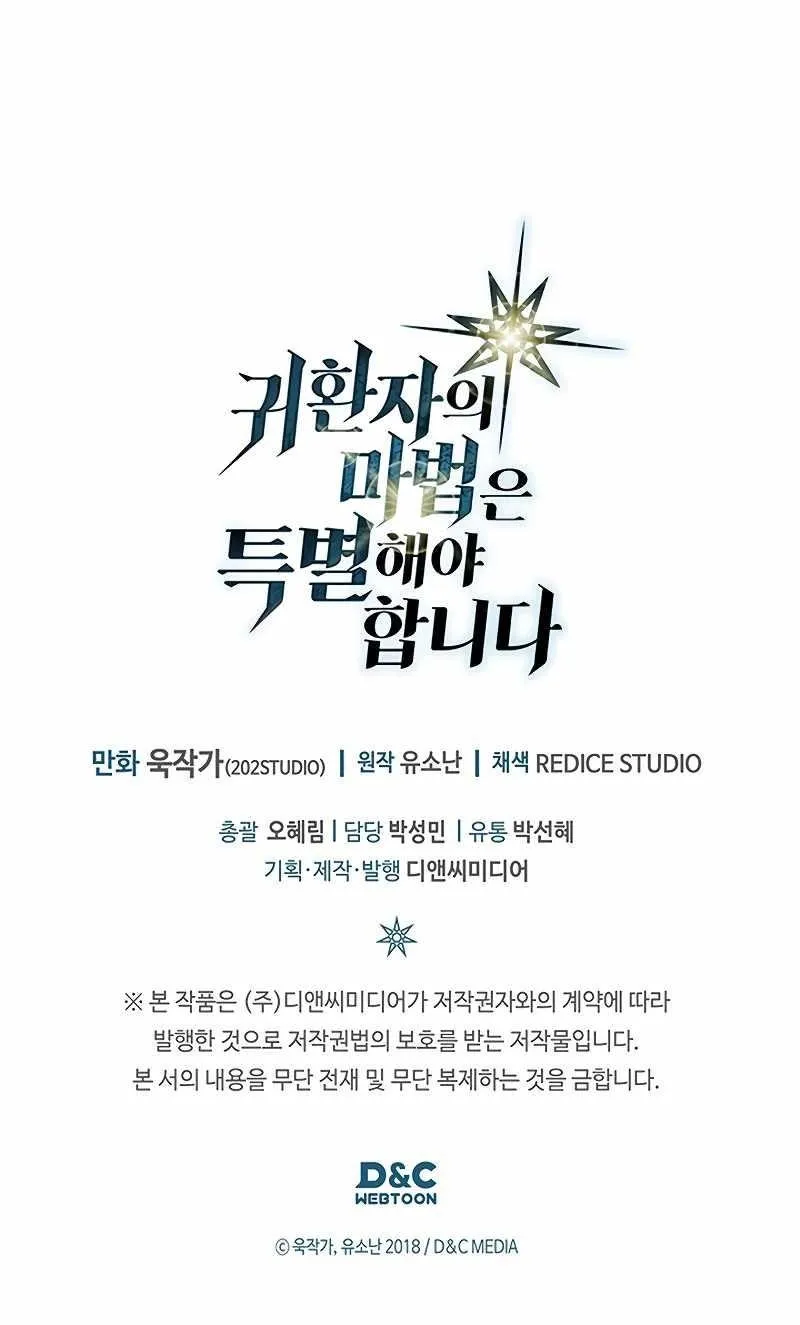 귀환자의
마법은
특별해야
합니다
만화 욱작가(202STUDIO) | 원작 유소난 | 채색 REDICE STUDIO
총괄 오혜림 | 담당 박성민 | 유통 박선혜
기획·제작·발행 디앤씨미디어
※ 본 작품은 (주)디앤씨미디어가 저작권자와의 계약에 따라
발행한 것으로 저작권법의 보호를 받는 저작물입니다.
본 서의 내용을 무단 전재 및 무단 복제하는 것을 금합니다.
D&C
WEBTOON
ⓒ 욱작가, 유소난 2018 / D&C MEDIA